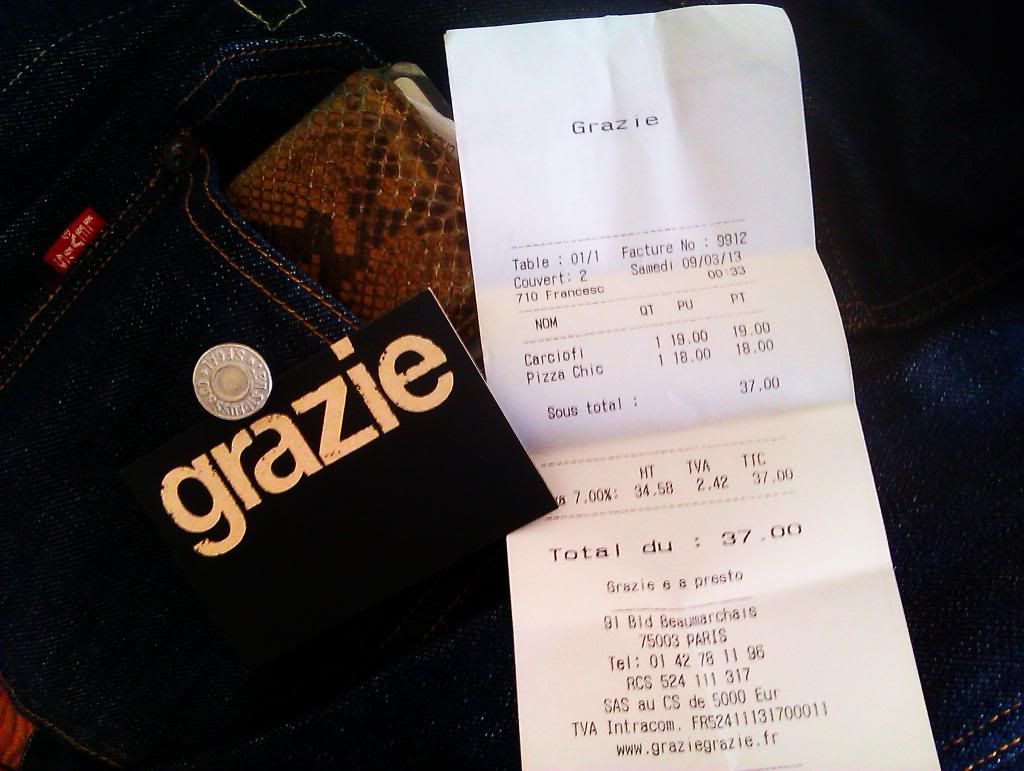 Grazie
Table : 01/1 Facture No : 9912
Couvert: 2 Samedi 09/03/13
710 Francesc 00:33
NOM QT PU PT
Carciofi 1 19.00 19.00
Pizza Chic 1 18.00 18.00
Sous total : 37.00
HT TVA TTC
7.00%: 34.58 2.42 37.00
Total du : 37.00
Grazie e a presto
91 Bld Beaumarchais
75003 PARIS
Tel: 01 42 78 11 96
RCS 524 111 317
SAS au CS de 5000 Eur
TVA Intracom. FR52411131700011
www.graziegrazie.fr
grazie
Levi's